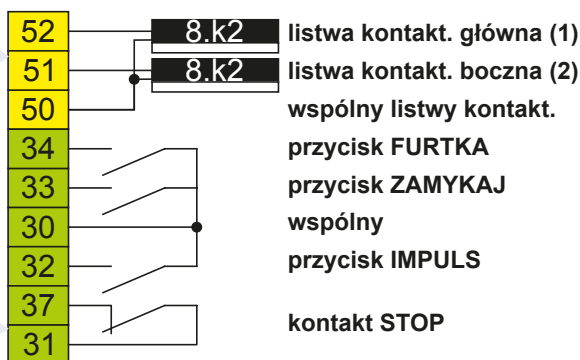 52 8.k2 listwa kontakt. główna (1)
51 8.k2 listwa kontakt. boczna (2)
50 wspólny listwy kontakt.
34 przycisk FURTKA
33 przycisk ZAMYKAJ
30 wspólny
32 przycisk IMPULS
37
kontakt STOP
31